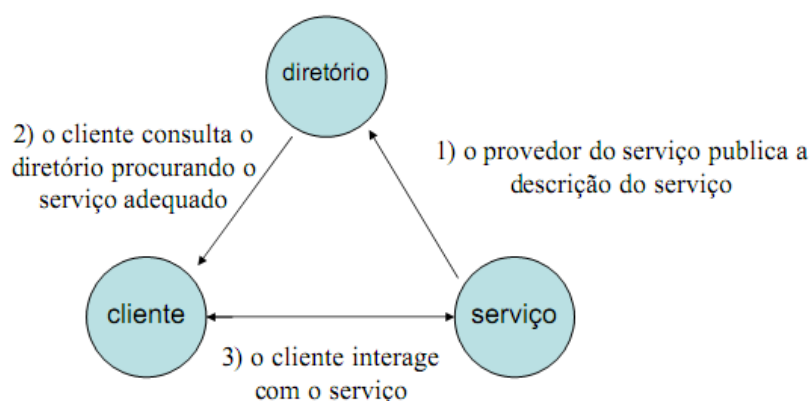 diretório
2) o cliente consulta o
diretório procurando o
serviço adequado
1) o provedor do serviço publica a
descrição do serviço
cliente
serviço
3) o cliente interage
com o serviço